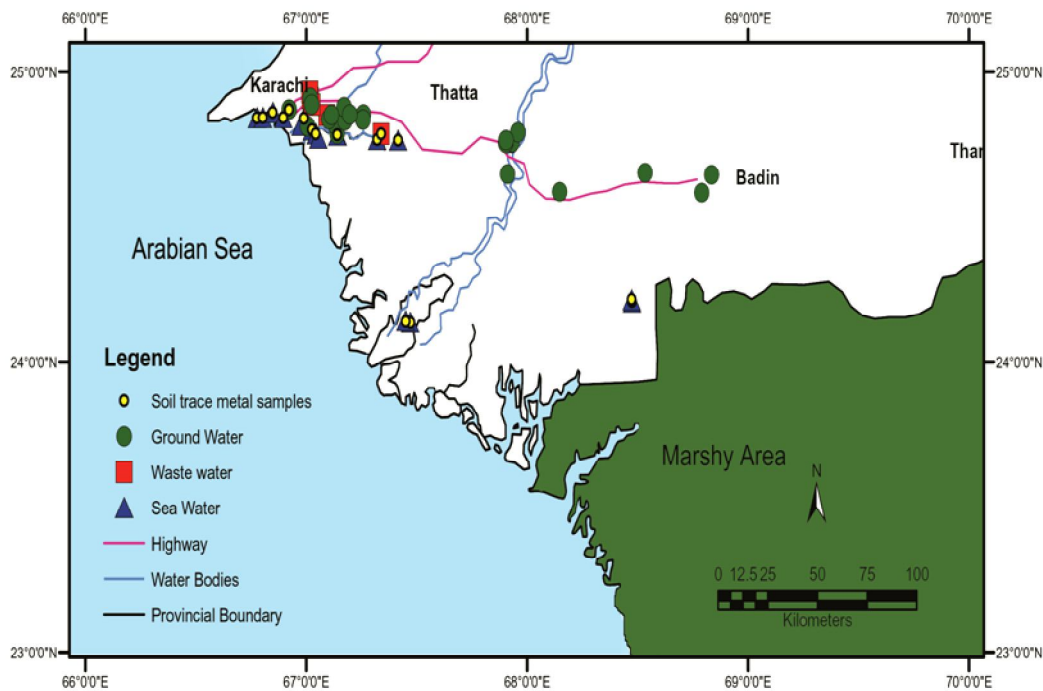 66°0'0"E 67°0'0"E 68°0'0"E 69°0'0"E 70°0'0"E
25°0'0"N 25°0'0"N
Karachi
Thatta
Thar
Badin
Arabian Sea
24°0'0"N 24°0'0"N
Legend
Soil trace metal samples
Ground Water
Waste water
Sea Water
Highway
Water Bodies
Provincial Boundary
Marshy Area
N
0 12.5 25 50 75 100
Kilometers
23°0'0"N 23°0'0"N
66°0'0"E 67°0'0"E 68°0'0"E 69°0'0"E 70°0'0"E